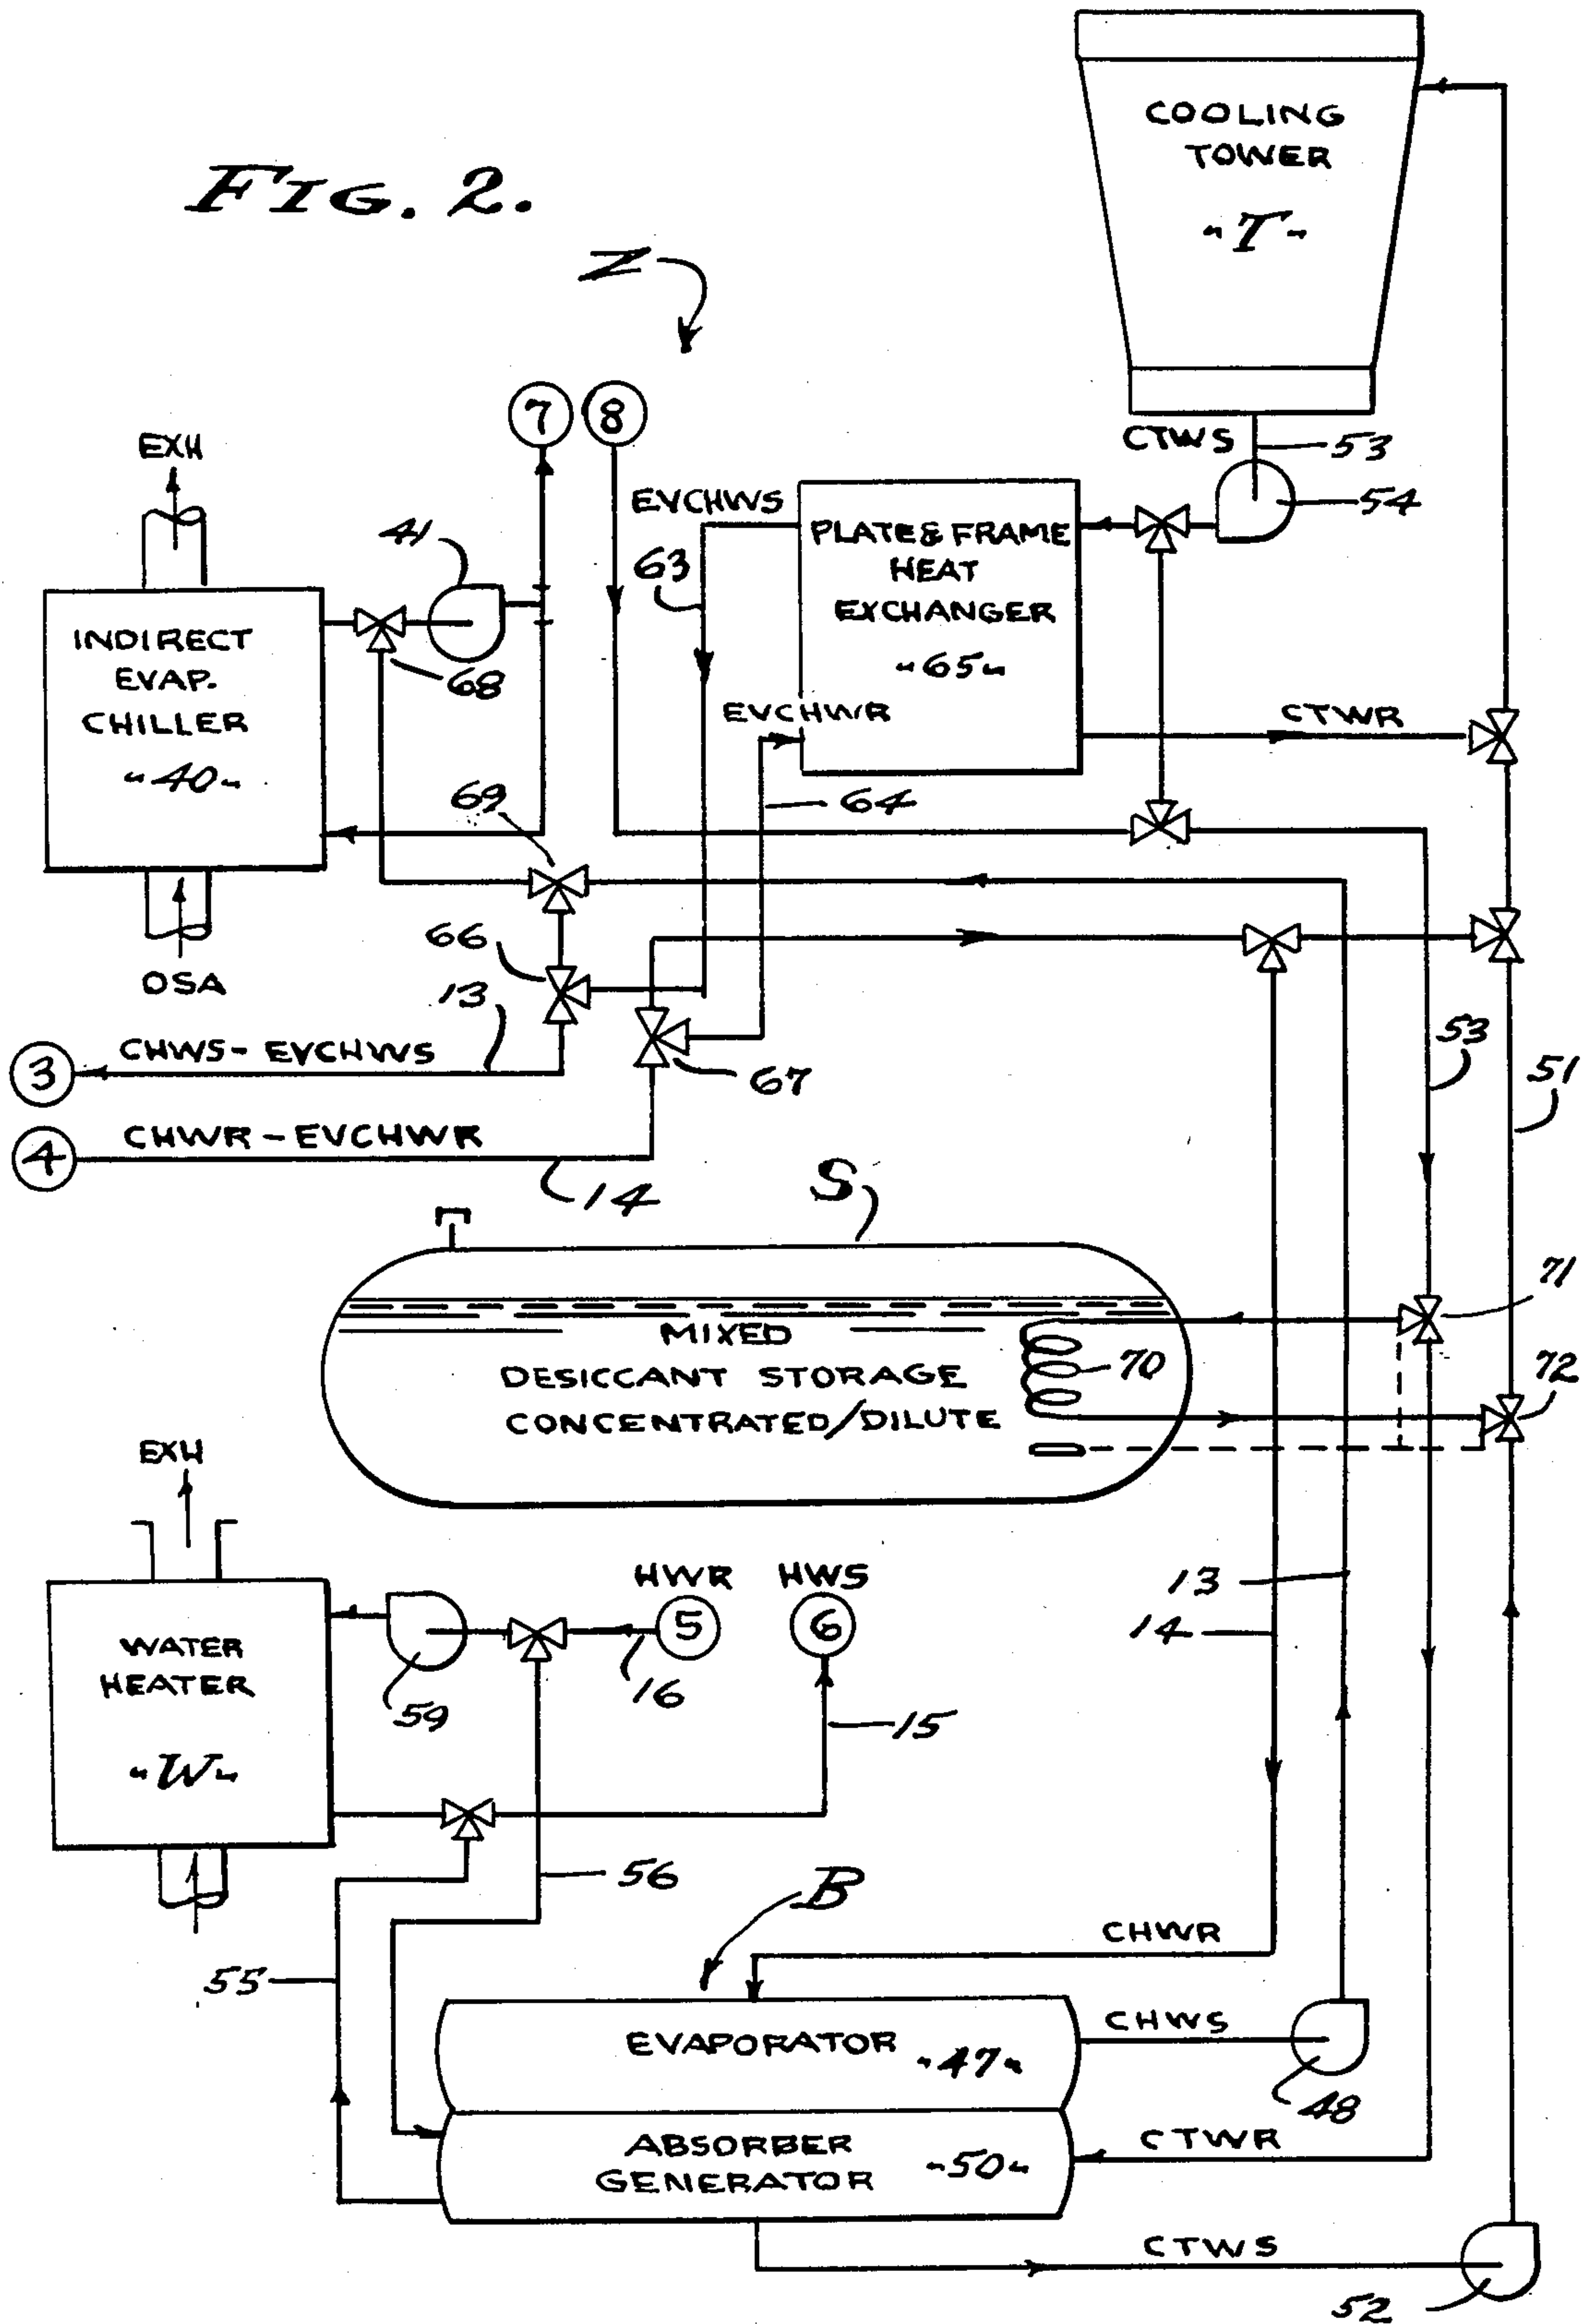 FIG. 2.
Z
COOLING
TOWER
"T"
CTWS
53
54
7
8
EXH
41
EVCHWS
63
PLATE & FRAME
HEAT
EXCHANGER
"65"
INDIRECT
EVAP.
CHILLER
"40"
68
EVCHWR
CTWR
64
69
66
OSA
13
CHWS - EVCHWS
3
67
53
51
CHWR - EVCHWR
4
14
S
71
MIXED
DESICCANT STORAGE
CONCENTRATED/DILUTE
70
72
EXH
HWR
HWS
5
6
13
14
WATER
HEATER
"W"
59
16
15
56
B
CHWR
55
EVAPORATOR "47"
CHWS
48
ABSORBER
GENERATOR
"50"
CTWR
CTWS
52